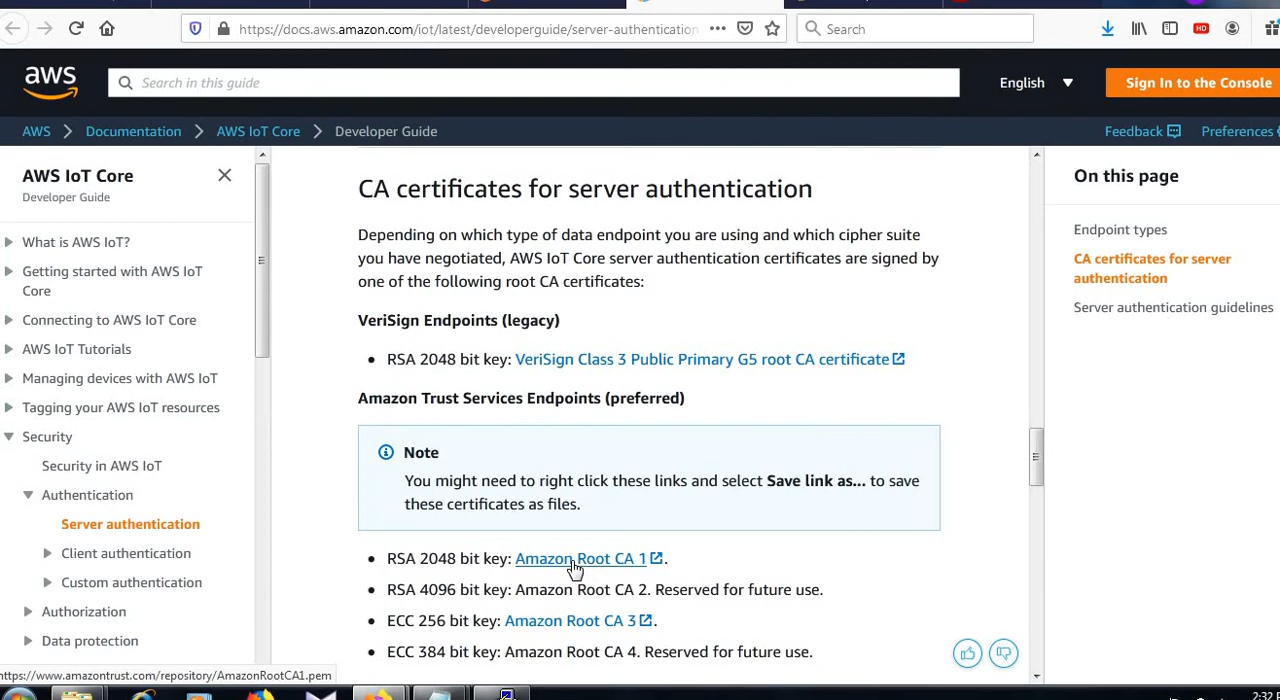 https://docs.aws.amazon.com/iot/latest/developerguide/server-authentication
Search
HD
aws
Search in this guide
English
Sign In to the Console
AWS
Documentation
AWS IoT Core
Developer Guide
Feedback
Preferences
AWS IoT Core
Developer Guide
What is AWS IoT?
Getting started with AWS IoT
Core
Connecting to AWS IoT Core
AWS IoT Tutorials
Managing devices with AWS IoT
Tagging your AWS IoT resources
Security
Security in AWS IoT
Authentication
Server authentication
Client authentication
Custom authentication
Authorization
Data protection
CA certificates for server authentication
Depending on which type of data endpoint you are using and which cipher suite
you have negotiated, AWS IoT Core server authentication certificates are signed by
one of the following root CA certificates:
VeriSign Endpoints (legacy)
• RSA 2048 bit key: VeriSign Class 3 Public Primary G5 root CA certificate
Amazon Trust Services Endpoints (preferred)
Note
You might need to right click these links and select Save link as... to save
these certificates as files.
• RSA 2048 bit key: Amazon Root CA 1.
• RSA 4096 bit key: Amazon Root CA 2. Reserved for future use.
• ECC 256 bit key: Amazon Root CA 3.
• ECC 384 bit key: Amazon Root CA 4. Reserved for future use.
On this page
Endpoint types
CA certificates for server
authentication
Server authentication guidelines
https://www.amazontrust.com/repository/AmazonRootCA1.pem